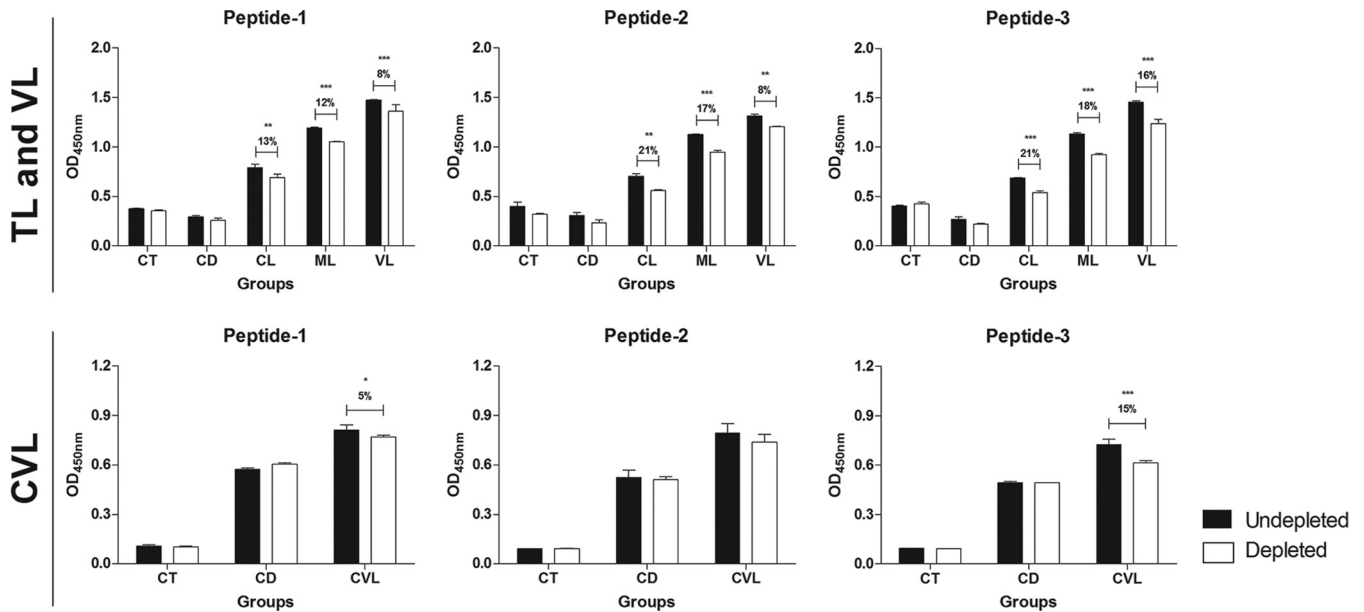 TL and VL
Peptide-1
2.0
1.5
1.0
0.5
0.0
OD450nm
**
13%
***
12%
***
8%
CT CD CL ML VL
Groups
Peptide-2
2.0
1.5
1.0
0.5
0.0
OD450nm
**
21%
***
17%
**
8%
CT CD CL ML VL
Groups
Peptide-3
2.0
1.5
1.0
0.5
0.0
OD450nm
***
21%
***
18%
***
16%
CT CD CL ML VL
Groups
CVL
Peptide-1
1.2
0.9
0.6
0.3
0.0
OD450nm
*
5%
CT CD CVL
Groups
Peptide-2
1.2
0.9
0.6
0.3
0.0
OD450nm
CT CD CVL
Groups
Peptide-3
1.2
0.9
0.6
0.3
0.0
OD450nm
***
15%
CT CD CVL
Groups
Undepleted
Depleted